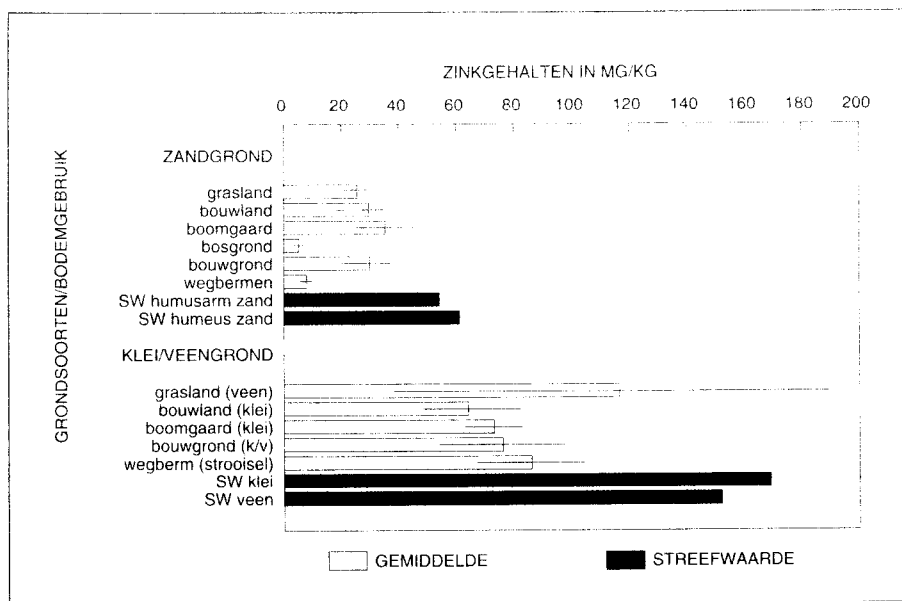 ZINKGEHALTEN IN MG/KG
0 20 40 60 80 100 120 140 160 180 200
GRONDSOORTEN/BODEMGEBRUIK
ZANDGROND
grasland
bouwland
boomgaard
bosgrond
bouwgrond
wegbermen
SW humusarm zand
SW humeus zand
KLEI/VEENGROND
grasland (veen)
bouwland (klei)
boomgaard (klei)
bouwgrond (k/v)
wegberm (strooisel)
SW klei
SW veen
GEMIDDELDE STREEFWAARDE